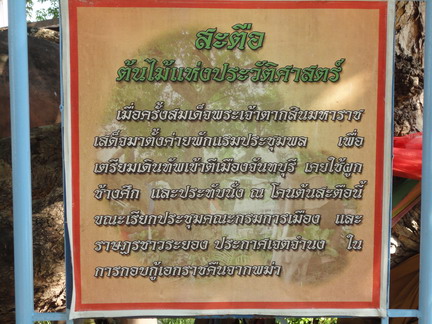 สะตือ
ต้นไม้แห่งประวัติศาสตร์
เมื่อครั้งสมเด็จพระเจ้าตากสินมหาราช
เสด็จมาตั้งค่ายพักแรมประชุมพล เพื่อ
เตรียมเดินทัพเข้าตีเมืองจันทบุรี เคยใช้ผูก
ช้างศึก และประทับนั่ง ณ โคนต้นสะตือนี้
ขณะเรียกประชุมคณะกรมการเมือง และ
ราษฎรชาวระยอง ประกาศเจตจำนง ใน
การกอบกู้เอกราชคืนจากพม่า